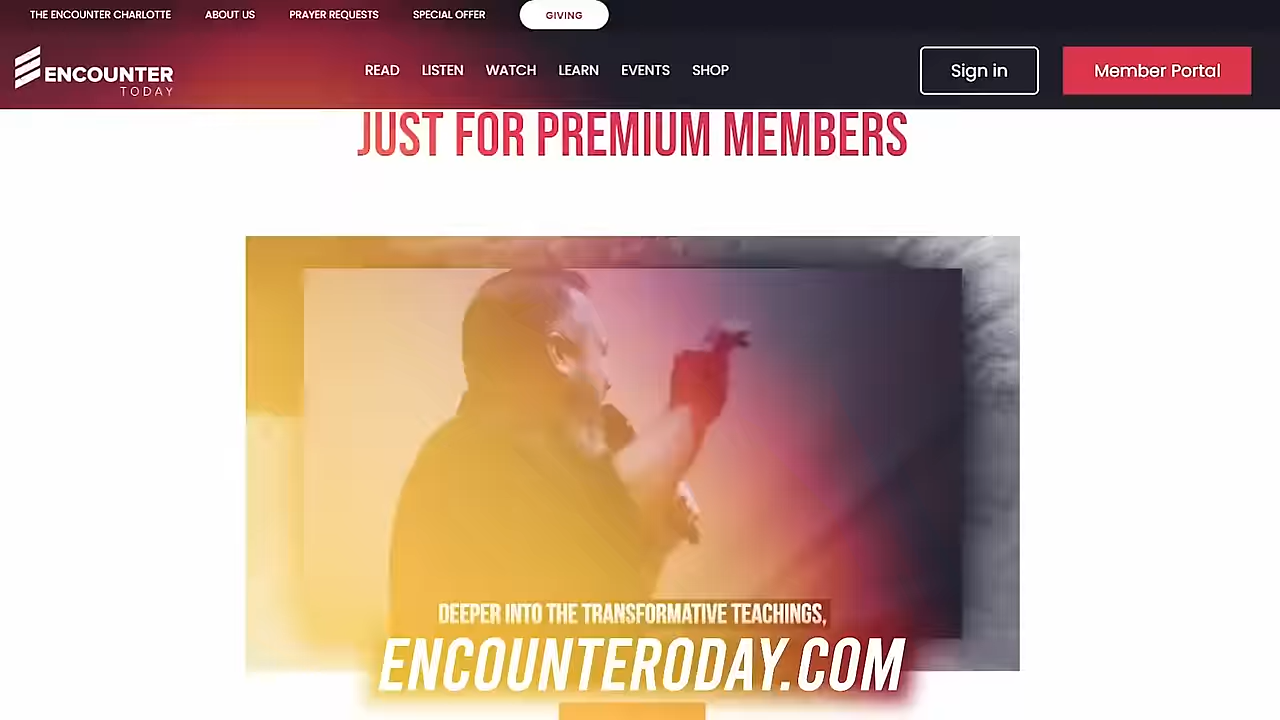 THE ENCOUNTER CHARLOTTE ABOUT US PRAYER REQUESTS SPECIAL OFFER GIVING
ENCOUNTER
TODAY
READ LISTEN WATCH LEARN EVENTS SHOP
Sign in
Member Portal
JUST FOR PREMIUM MEMBERS
DEEPER INTO THE TRANSFORMATIVE TEACHINGS,
ENCOUNTERODAY.COM